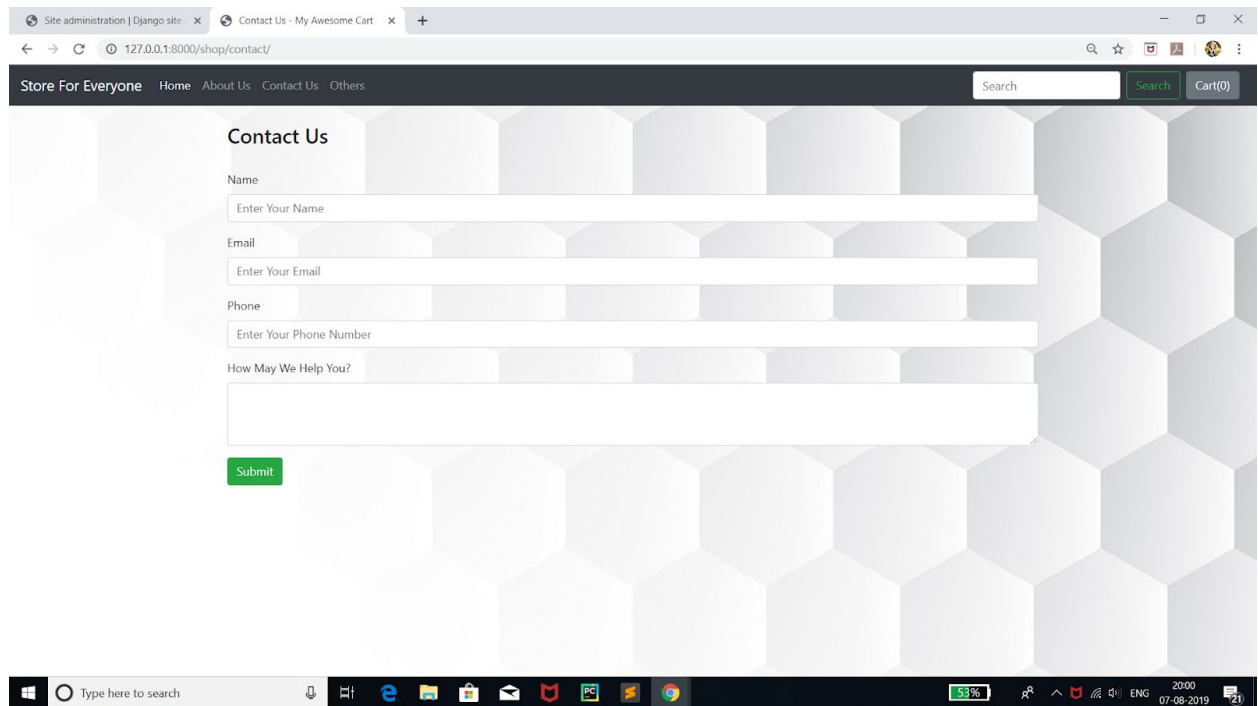 Site administration | Django site
Contact Us - My Awesome Cart
127.0.0.1:8000/shop/contact/
Store For Everyone Home About Us Contact Us Others Search Search Cart(0)
Contact Us
Name
Enter Your Name
Email
Enter Your Email
Phone
Enter Your Phone Number
How May We Help You?
Submit
Type here to search
PC
53%
ENG
20:00
07-08-2019
21